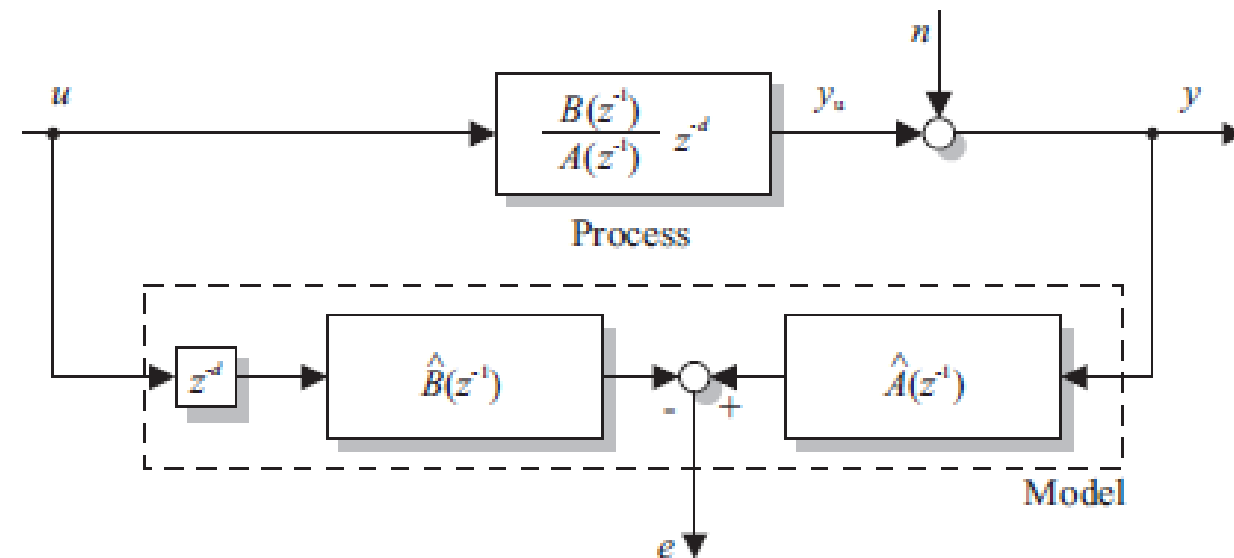 n
u
B(z⁻¹)
A(z⁻¹)
z⁻ᵈ
yᵤ
y
Process
z⁻ᵈ
B̂(z⁻¹)
- +
Â(z⁻¹)
Model
e